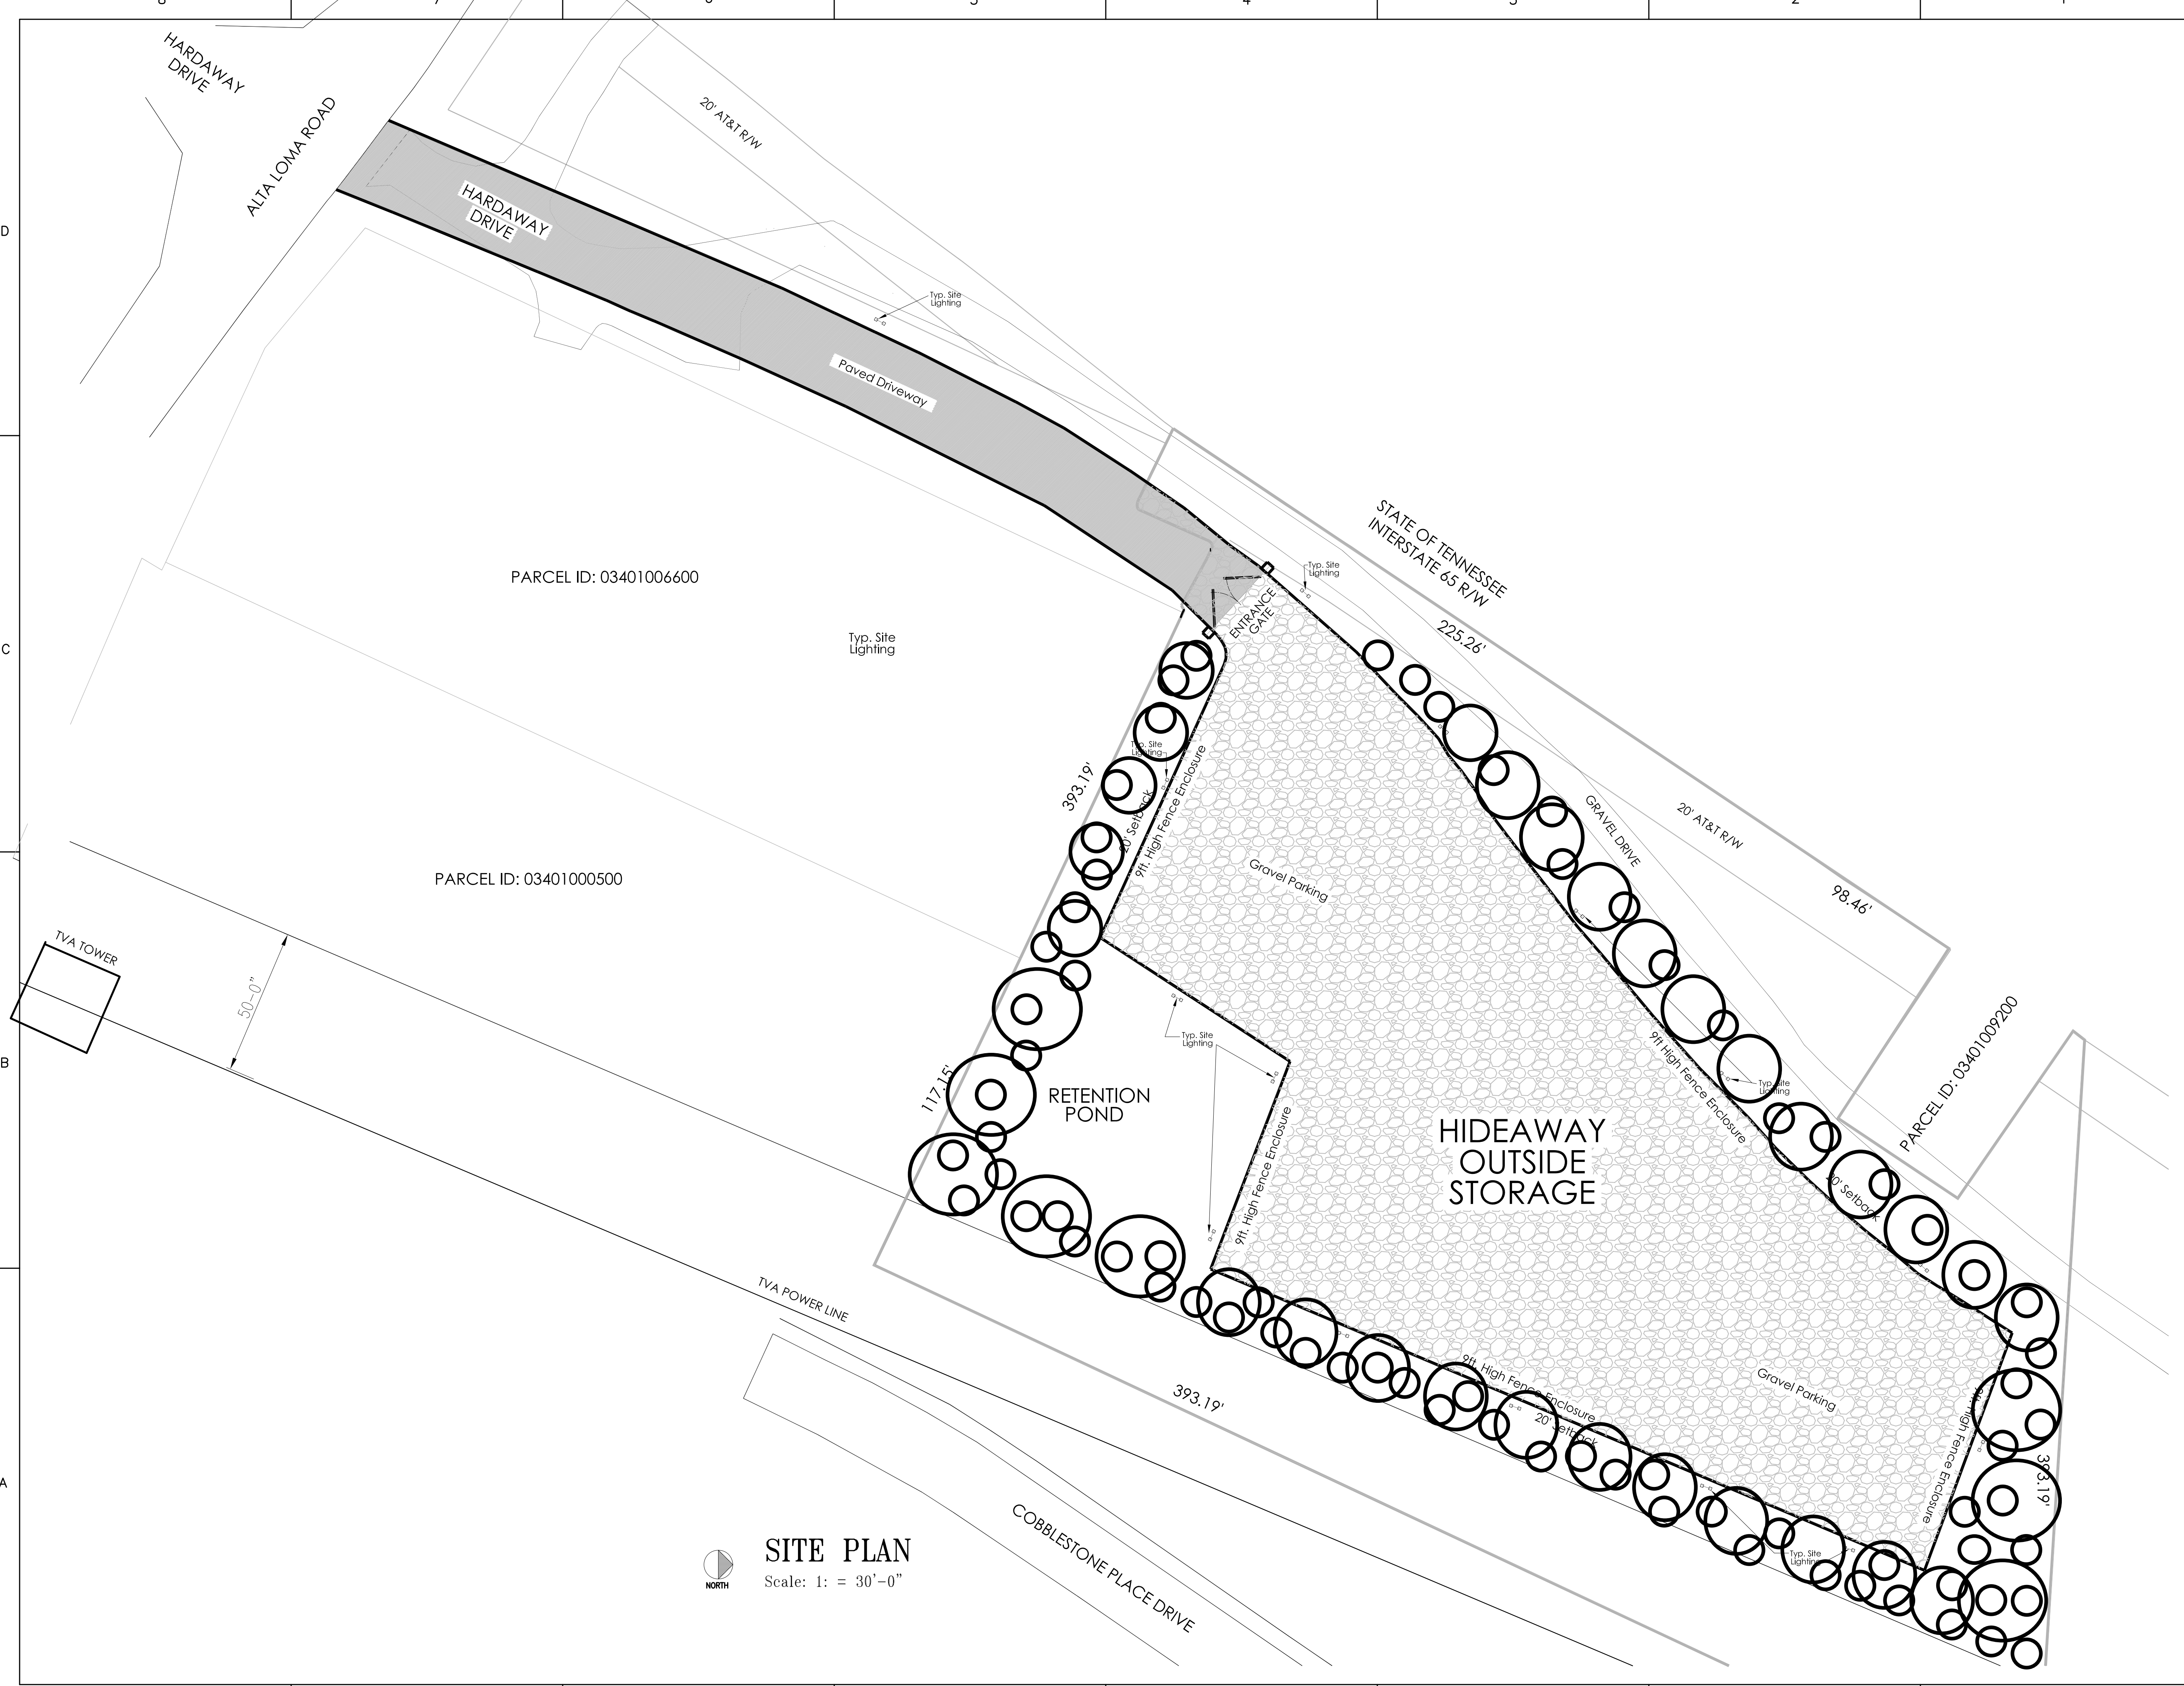 HARDAWAY
DRIVE
ALTA LOMA ROAD
20' AT&T R/W
D
HARDAWAY
DRIVE
Typ. Site
Lighting
Paved Driveway
STATE OF TENNESSEE
INTERSTATE 65 R/W
225.26'
PARCEL ID: 03401006600
Typ. Site
Lighting
ENTRANCE
GATE
Typ. Site
Lighting
C
Typ. Site
Lighting
393.19'
20' Setback
9ft. High Fence Enclosure
GRAVEL DRIVE
20' AT&T R/W
Gravel Parking
98.46'
PARCEL ID: 03401000500
TVA TOWER
50-0"
Typ. Site
Lighting
B
117.15'
RETENTION
POND
9ft. High Fence Enclosure
9ft High Fence Enclosure
Typ. Site
Lighting
PARCEL ID: 03401009200
HIDEAWAY
OUTSIDE
STORAGE
20' Setback
TVA POWER LINE
393.19'
9ft. High Fence Enclosure
20' Setback
Gravel Parking
9ft. High Fence Enclosure
393.19'
A
Typ. Site
Lighting
COBBLESTONE PLACE DRIVE
NORTH
SITE PLAN
Scale: 1: = 30'-0"